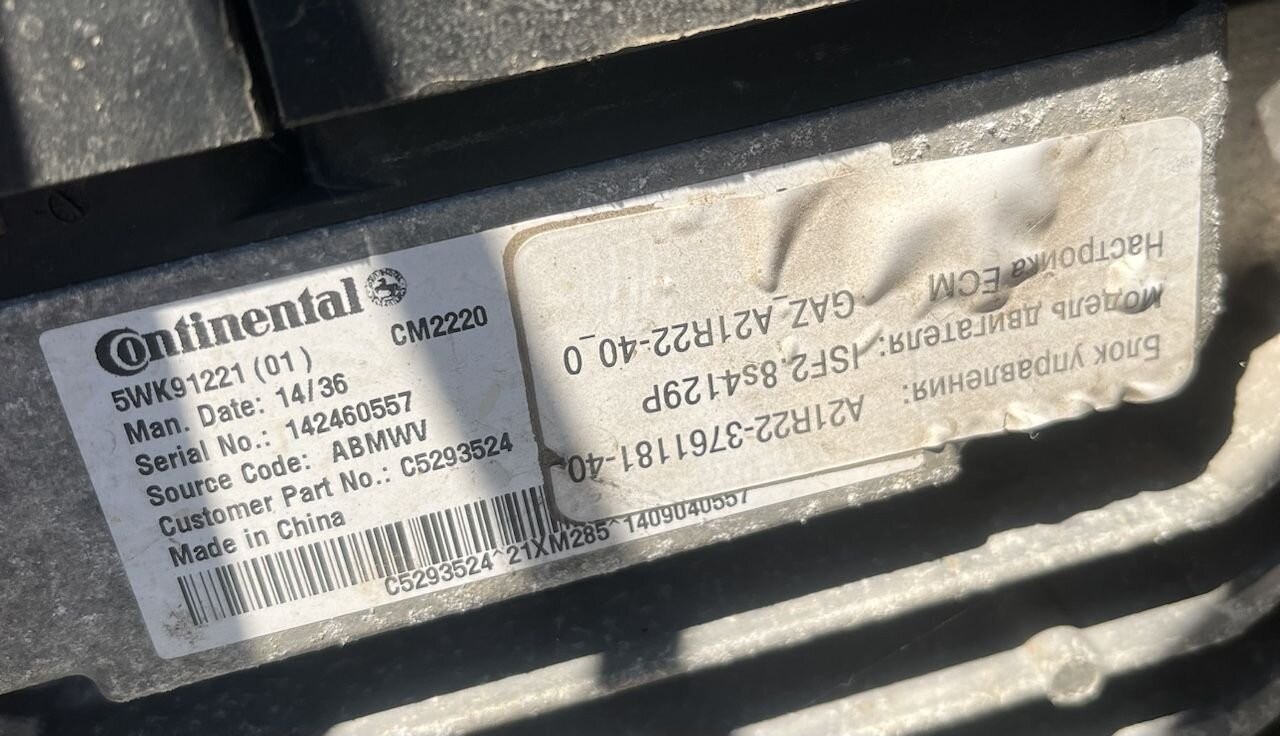 Continental
CM2220
5WK91221 (01)
Man. Date: 14/36
Serial No.: 142460557
Source Code: ABMWV
Customer Part No.: C5293524
Made in China
C5293524^21XM285^1409040557
Блок управления: A21R22-3761181-40
Модель двигателя: ISF2.8s4129P
Настройка ECM GAZ_A21R22-40_0